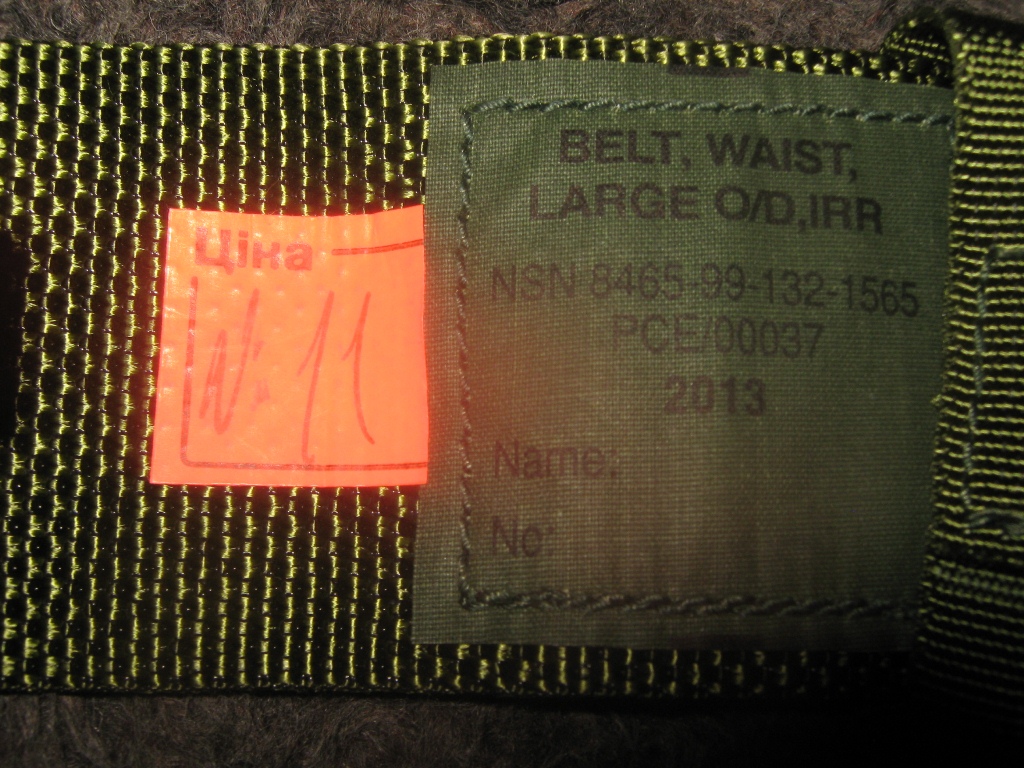 Ціна
№ 11
BELT, WAIST,
LARGE O/D,IRR
NSN 8465-99-132-1565
PCE/00037
2013
Name:
No: